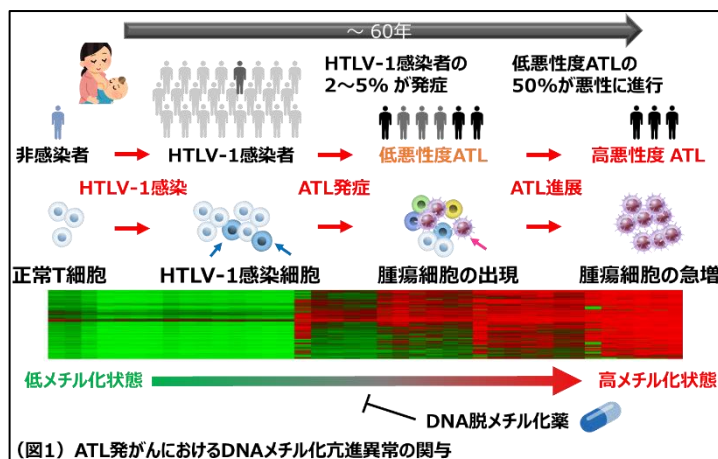 ～ 60年
HTLV-1感染者の
2～5% が発症
低悪性度ATLの
50%が悪性に進行
非感染者
HTLV-1感染者
低悪性度ATL
高悪性度 ATL
HTLV-1感染
ATL発症
ATL進展
正常T細胞
HTLV-1感染細胞
腫瘍細胞の出現
腫瘍細胞の急増
低メチル化状態
高メチル化状態
DNA脱メチル化薬
（図1）ATL発がんにおけるDNAメチル化亢進異常の関与